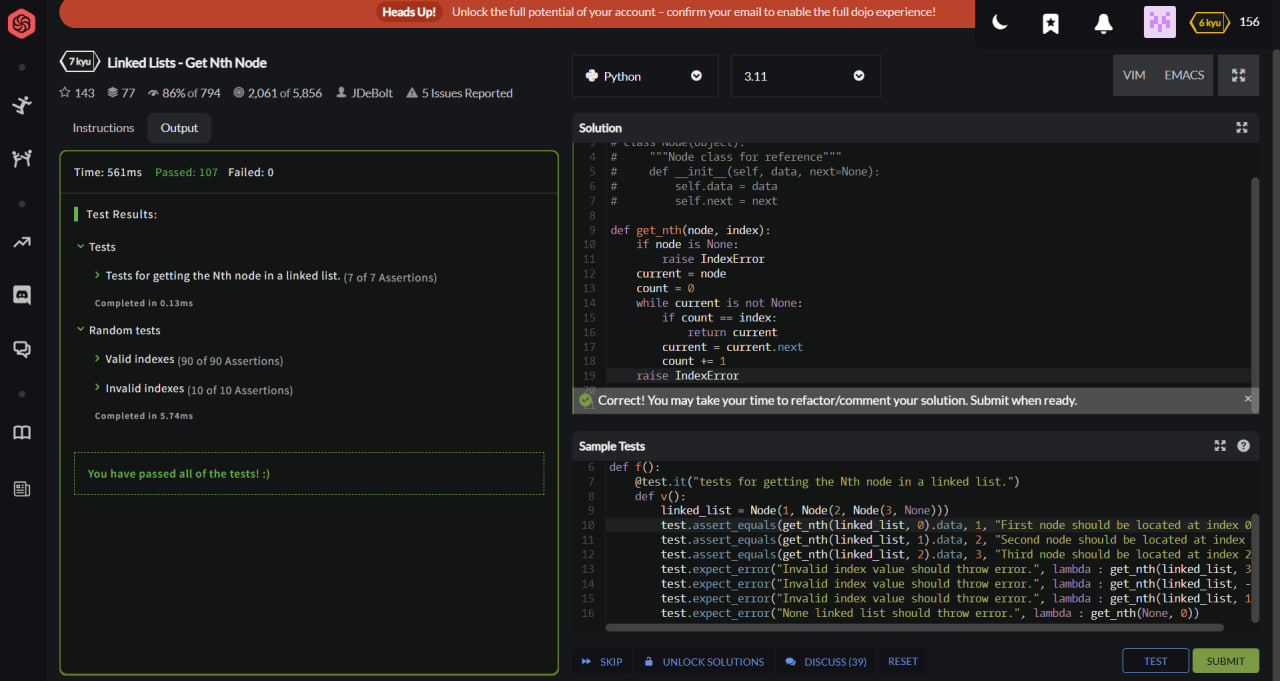 Heads Up! Unlock the full potential of your account – confirm your email to enable the full dojo experience!
6 kyu 156
7 kyu Linked Lists - Get Nth Node
143 77 86% of 794 2,061 of 5,856 JDeBolt 5 Issues Reported
Instructions Output
Time: 561ms Passed: 107 Failed: 0
Test Results:
Tests
Tests for getting the Nth node in a linked list. (7 of 7 Assertions)
Completed in 0.13ms
Random tests
Valid indexes (90 of 90 Assertions)
Invalid indexes (10 of 10 Assertions)
Completed in 5.74ms
You have passed all of the tests! :)
Python 3.11 VIM EMACS
Solution
3 # class Node(object):
4 #     """Node class for reference"""
5 #     def __init__(self, data, next=None):
6 #         self.data = data
7 #         self.next = next
8
9 def get_nth(node, index):
10     if node is None:
11         raise IndexError
12     current = node
13     count = 0
14     while current is not None:
15         if count == index:
16             return current
17         current = current.next
18         count += 1
19     raise IndexError
20
21
Correct! You may take your time to refactor/comment your solution. Submit when ready. ×
Sample Tests
6 def f():
7     @test.it("tests for getting the Nth node in a linked list.")
8     def v():
9         linked_list = Node(1, Node(2, Node(3, None)))
10         test.assert_equals(get_nth(linked_list, 0).data, 1, "First node should be located at index 0
11         test.assert_equals(get_nth(linked_list, 1).data, 2, "Second node should be located at index
12         test.assert_equals(get_nth(linked_list, 2).data, 3, "Third node should be located at index 2
13         test.expect_error("Invalid index value should throw error.", lambda : get_nth(linked_list, 3
14         test.expect_error("Invalid index value should throw error.", lambda : get_nth(linked_list, -
15         test.expect_error("Invalid index value should throw error.", lambda : get_nth(linked_list, 1
16         test.expect_error("None linked list should throw error.", lambda : get_nth(None, 0))
SKIP UNLOCK SOLUTIONS DISCUSS (39) RESET TEST SUBMIT